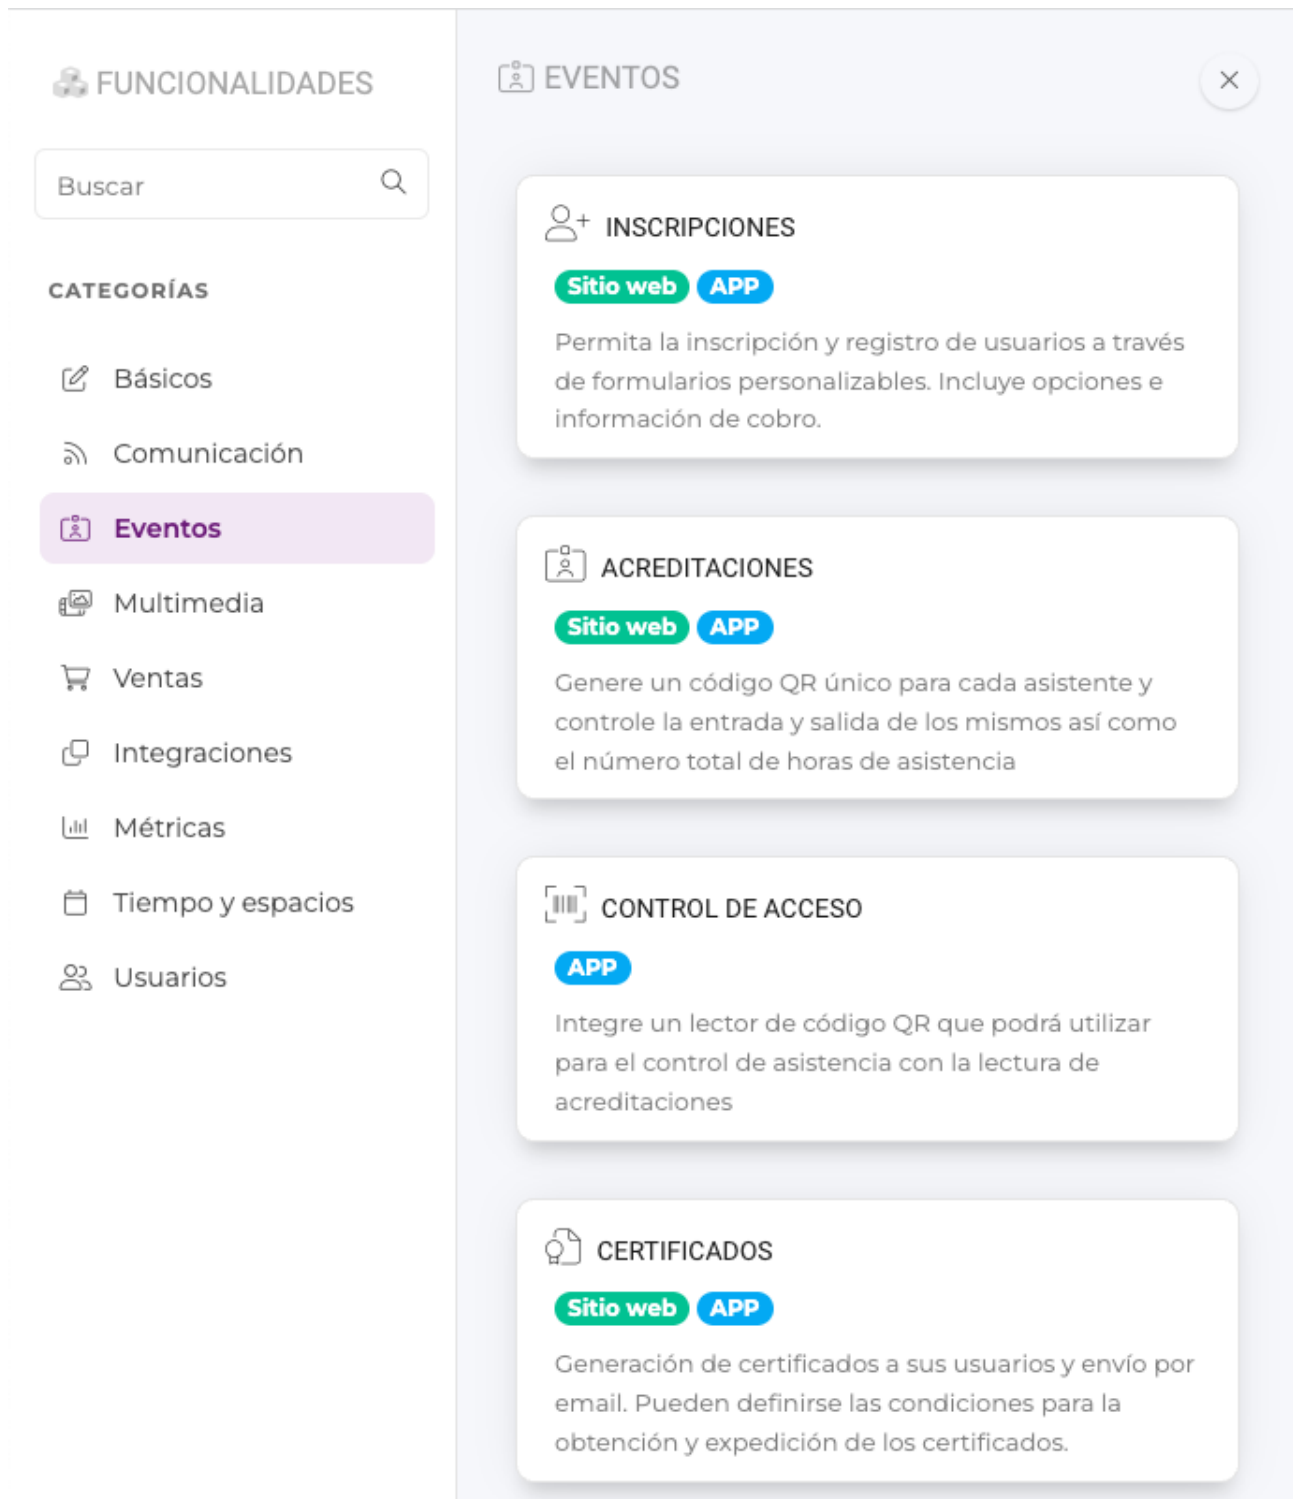 FUNCIONALIDADES
Buscar
CATEGORÍAS
Básicos
Comunicación
Eventos
Multimedia
Ventas
Integraciones
Métricas
Tiempo y espacios
Usuarios
EVENTOS
INSCRIPCIONES
Sitio web APP
Permita la inscripción y registro de usuarios a través
de formularios personalizables. Incluye opciones e
información de cobro.
ACREDITACIONES
Sitio web APP
Genere un código QR único para cada asistente y
controle la entrada y salida de los mismos así como
el número total de horas de asistencia
CONTROL DE ACCESO
APP
Integre un lector de código QR que podrá utilizar
para el control de asistencia con la lectura de
acreditaciones
CERTIFICADOS
Sitio web APP
Generación de certificados a sus usuarios y envío por
email. Pueden definirse las condiciones para la
obtención y expedición de los certificados.